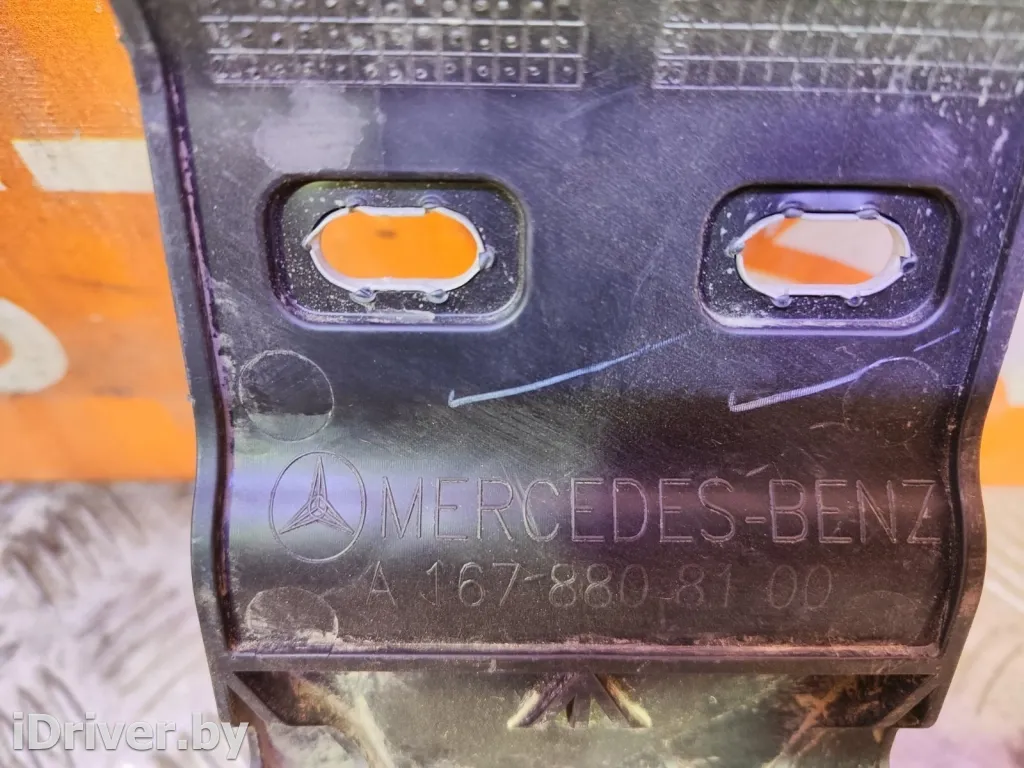 MERCEDES-BENZ
A 167 880 81 00
iDriver.by